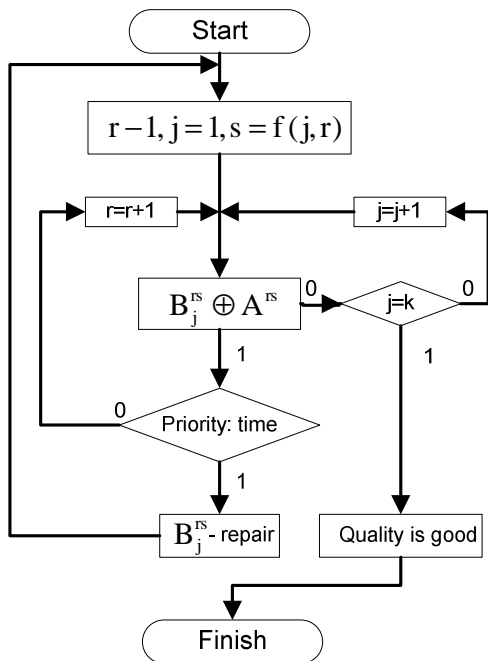 Start
r−1, j=1, s=f(j,r)
r=r+1
j=j+1
B_j^{rs} ⊕ A^{rs}
0
j=k
0
1
1
0
Priority: time
1
B_j^{rs} - repair
Quality is good
Finish